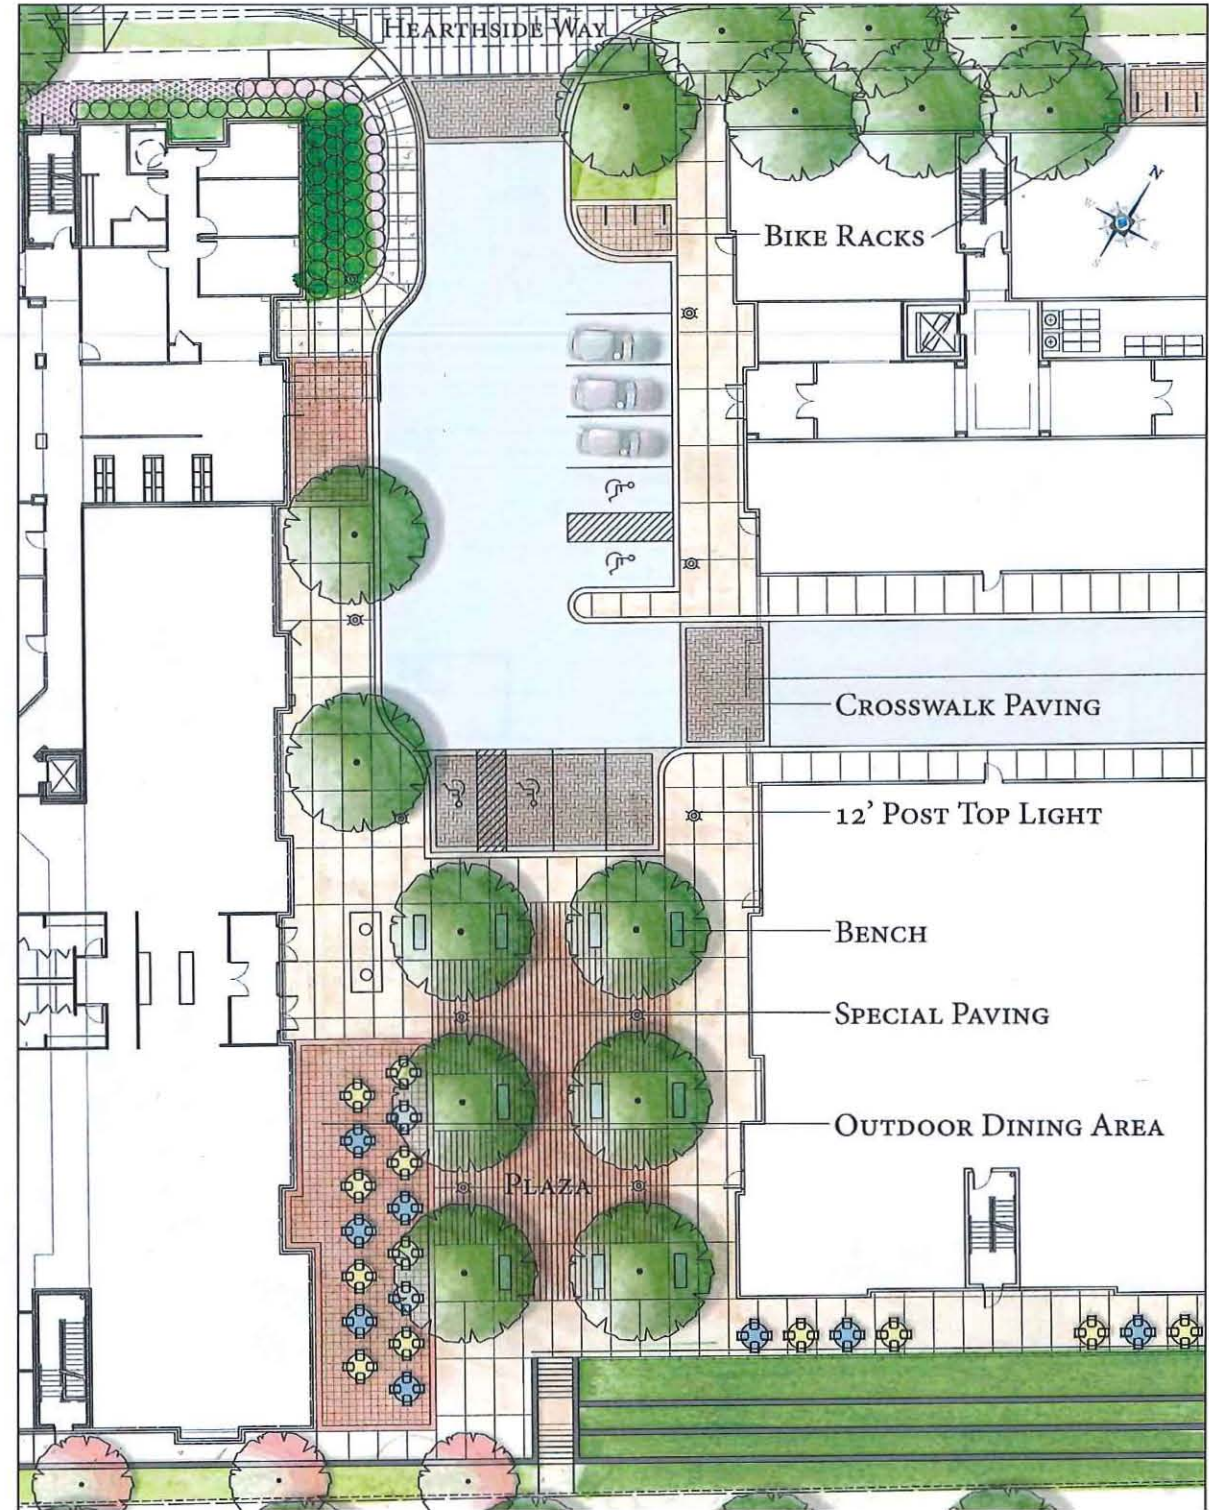 HEARTHSIDE WAY
N
W
E
S
BIKE RACKS
CROSSWALK PAVING
12' POST TOP LIGHT
BENCH
SPECIAL PAVING
OUTDOOR DINING AREA
PLAZA